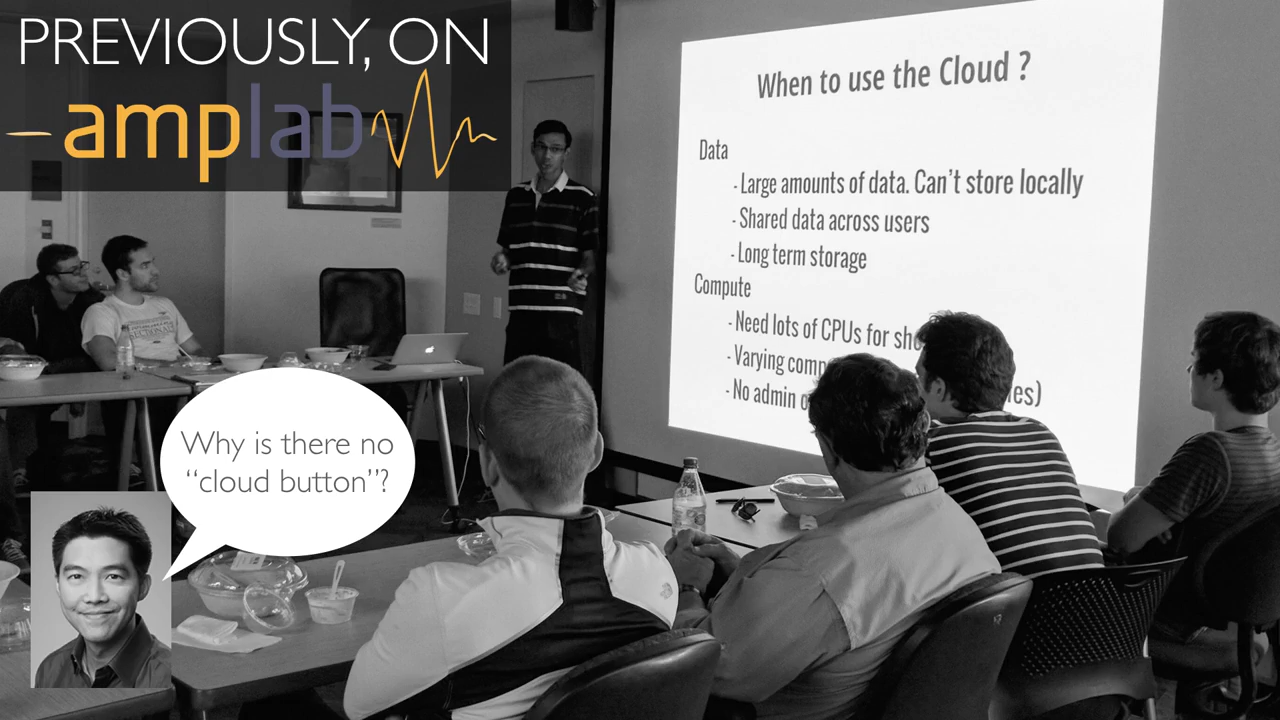 PREVIOUSLY, ON
amplab
When to use the Cloud ?
Data
- Large amounts of data. Can't store locally
- Shared data across users
- Long term storage
Compute
- Need lots of CPUs for
- Varying
- No admin
Why is there no
“cloud button”?